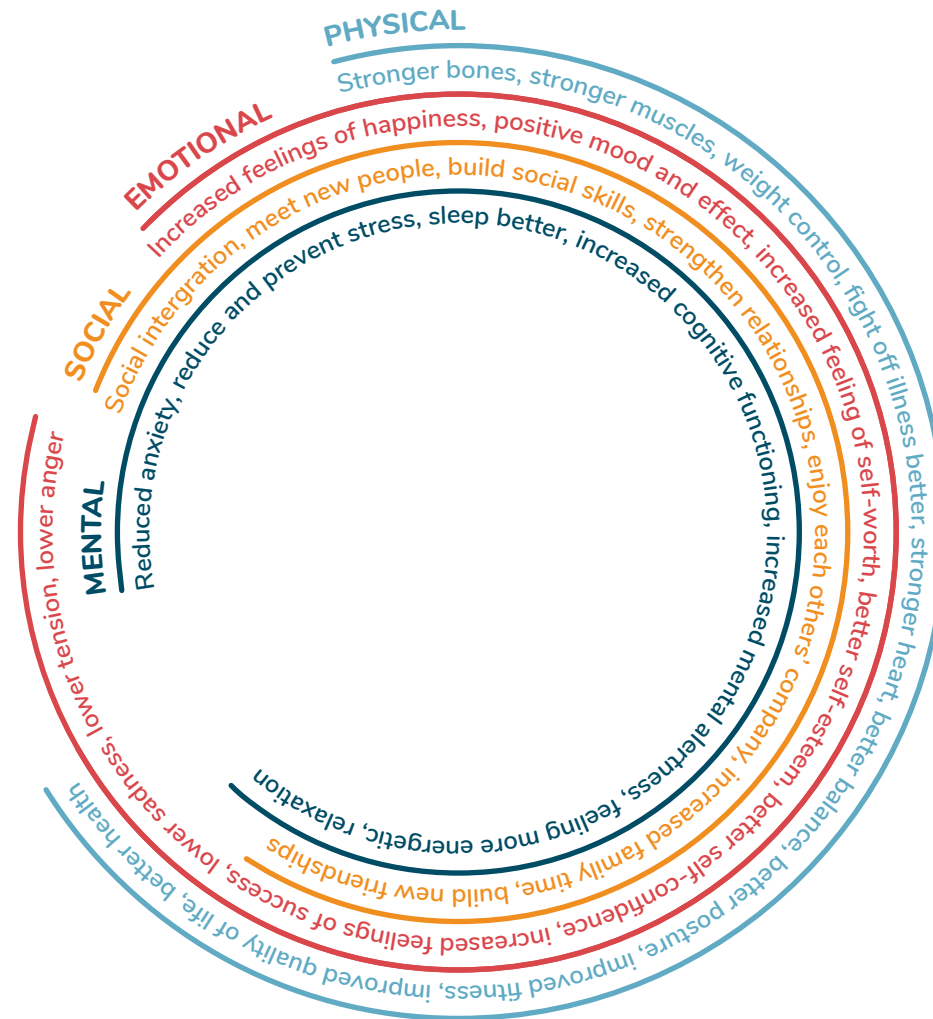 PHYSICAL
Stronger bones, stronger muscles, weight control, fight off illness better, stronger heart, better balance, better posture, improved fitness, improved quality of life, better health
EMOTIONAL
Increased feelings of happiness, positive mood and effect, increased feeling of self-worth, better self-esteem, better self-confidence, increased feelings of success, lower sadness, lower tension, lower anger
SOCIAL
Social intergration, meet new people, build social skills, strengthen relationships, enjoy each others’ company, increased family time, build new friendships
MENTAL
Reduced anxiety, reduce and prevent stress, sleep better, increased cognitive functioning, increased mental alertness, feeling more energetic, relaxation